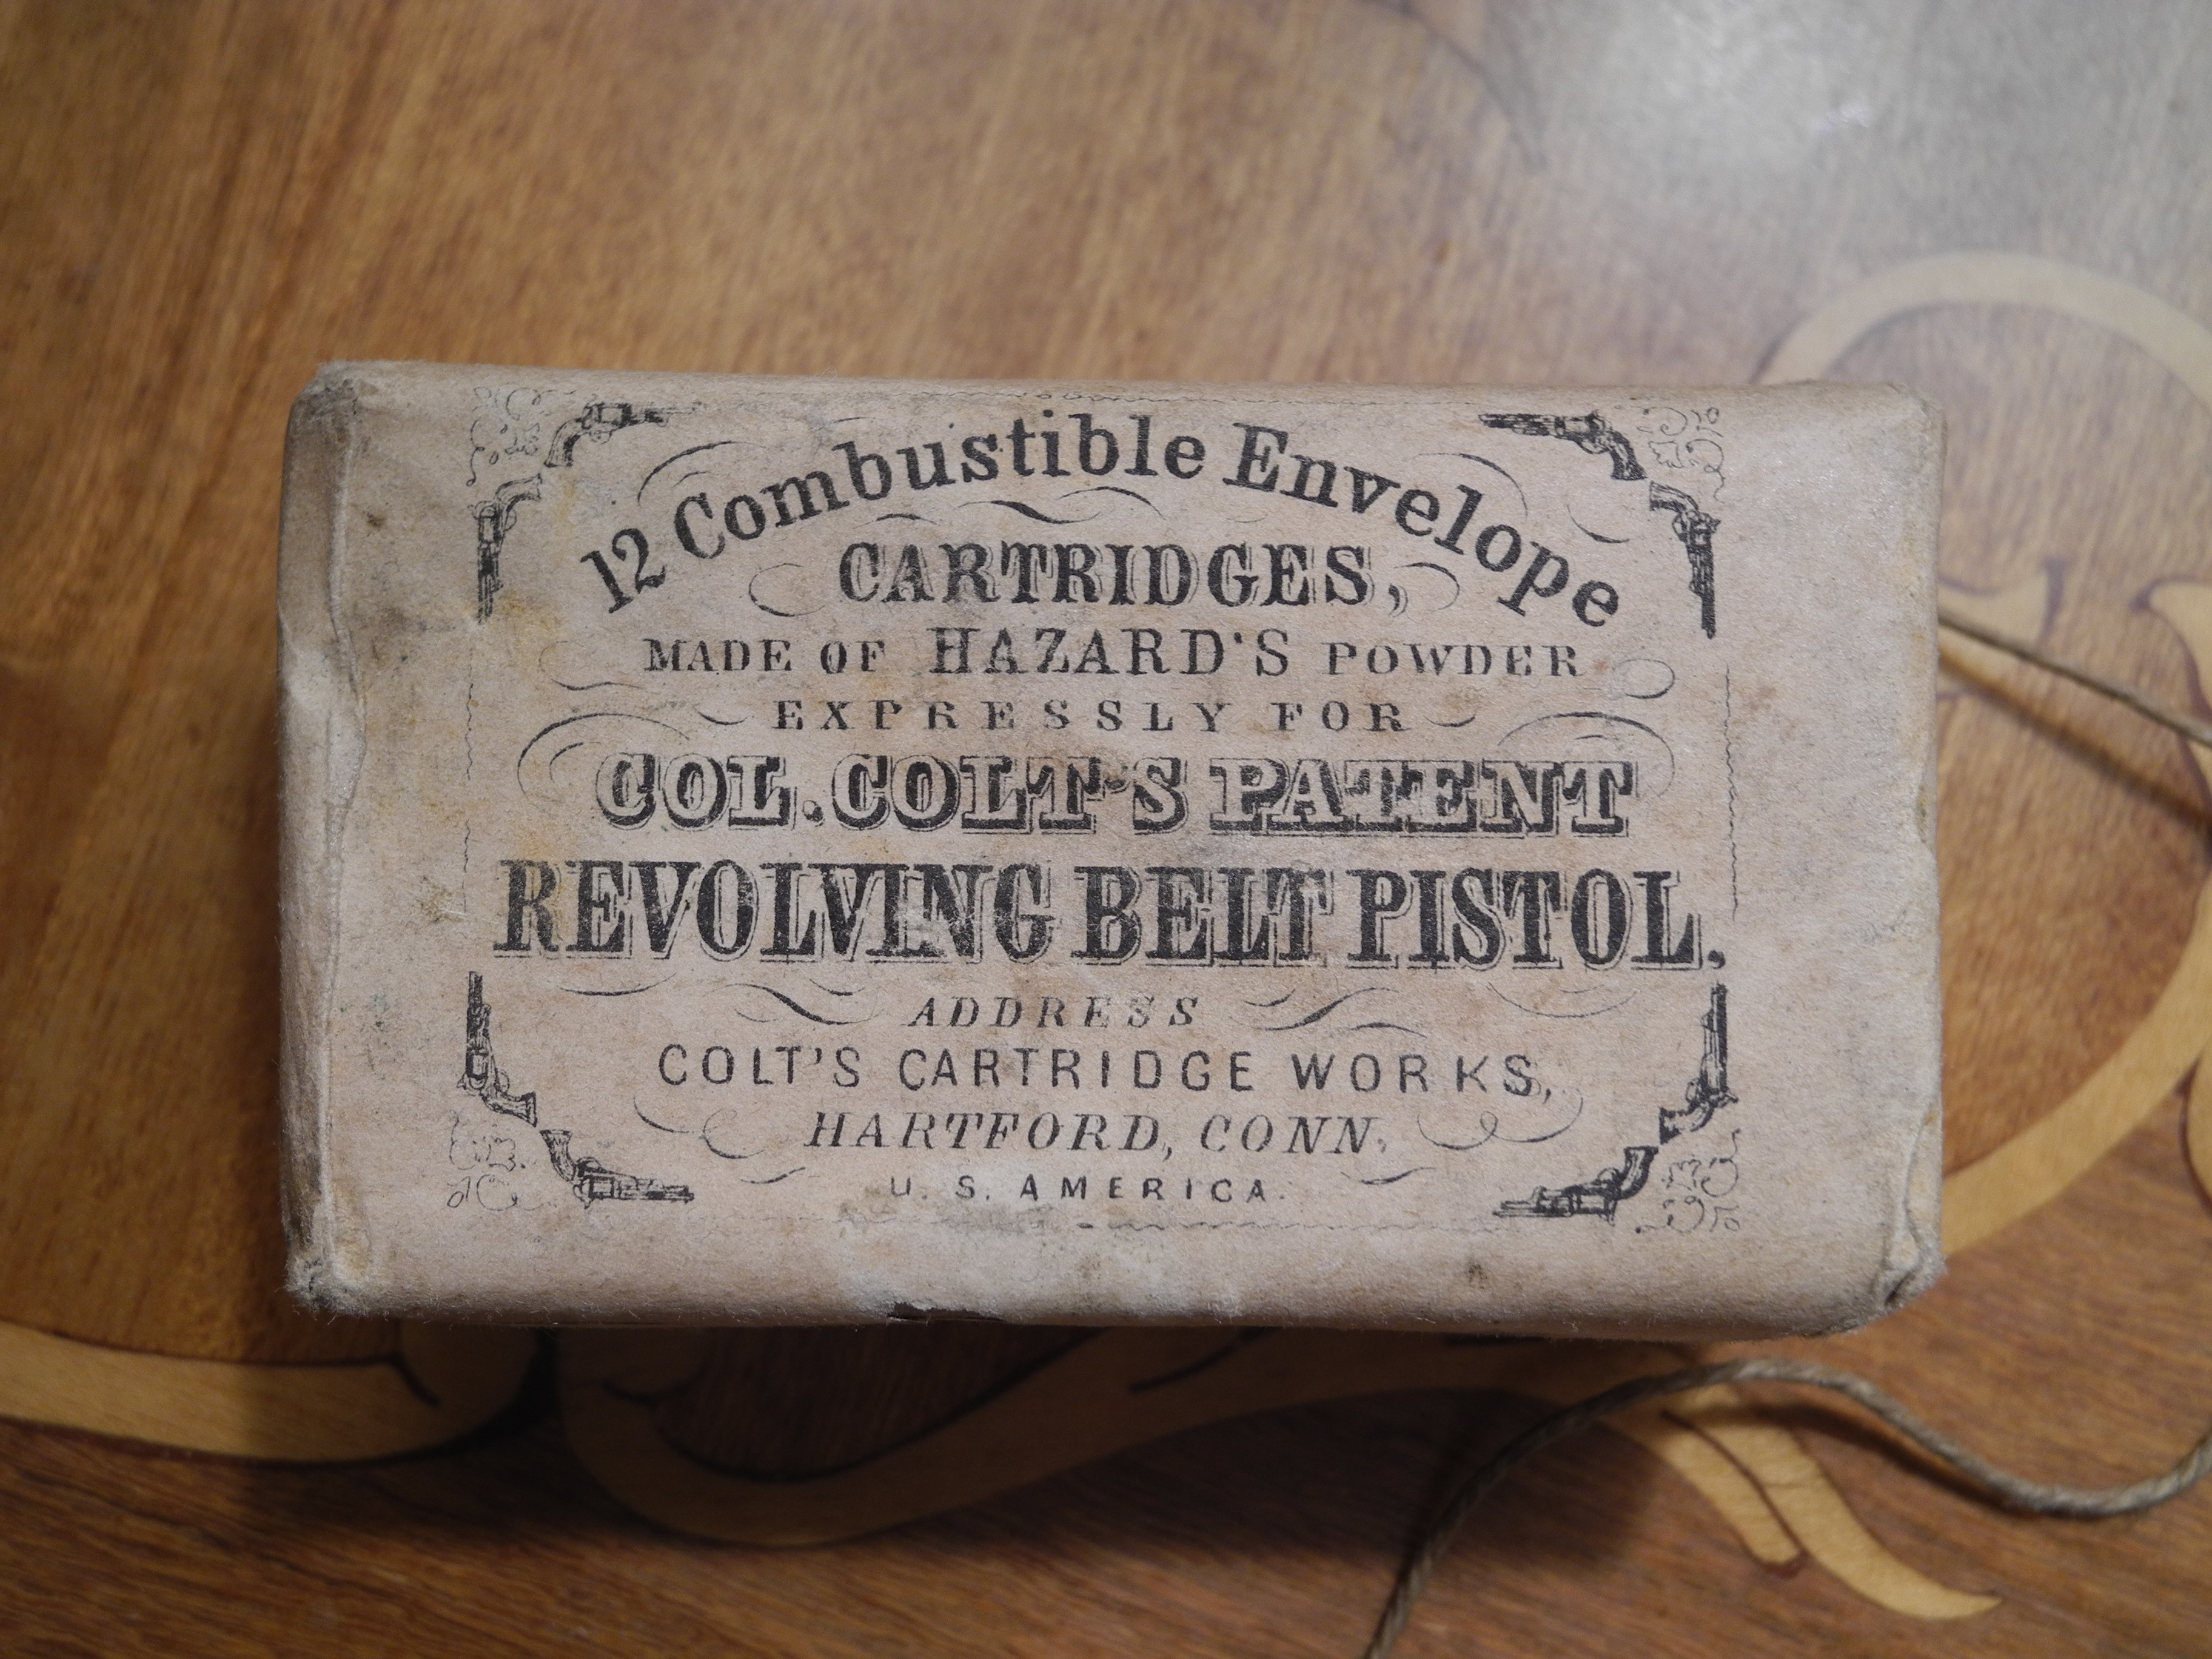 12 Combustible Envelope
CARTRIDGES,
MADE OF HAZARD'S POWDER
EXPRESSLY FOR
COL. COLT'S PATENT
REVOLVING BELT PISTOL,
ADDRESS
COLT'S CARTRIDGE WORKS,
HARTFORD, CONN.
U. S. AMERICA.